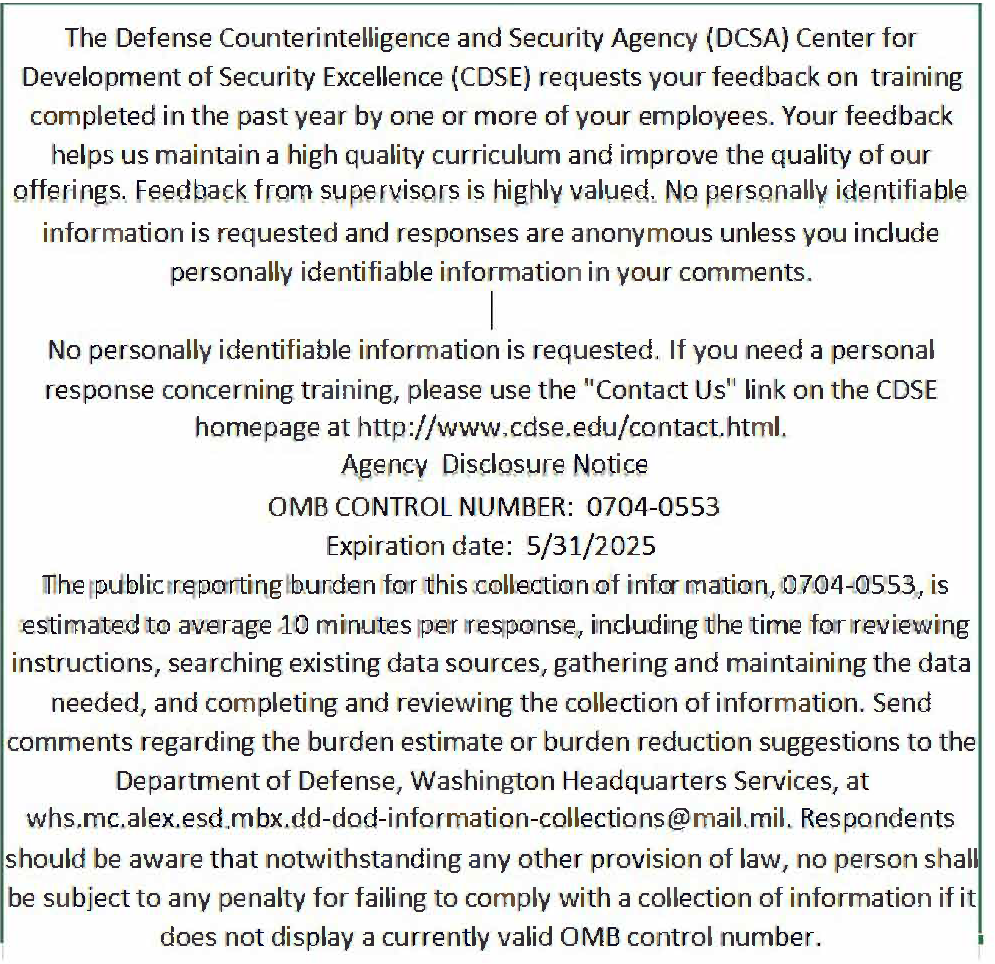 The Defense Counterintelligence and Security Agency (DCSA) Center for
Development of Security Excellence (CDSE) requests your feedback on  training
completed in the past year by one or more of your employees. Your feedback
helps us maintain a high quality curriculum and improve the quality of our
offerings. Feedback from supervisors is highly valued. No personally identifiable
information is requested and responses are anonymous unless you include
personally identifiable information in your comments.
No personally identifiable information is requested. If you need a personal
response concerning training, please use the "Contact Us" link on the CDSE
homepage at http://www.cdse.edu/contact.html.
Agency  Disclosure Notice
OMB CONTROL NUMBER:  0704-0553
Expiration date:  5/31/2025
The public reporting burden for this collection of information, 0704-0553, is
estimated to average 10 minutes per response, including the time for reviewing
instructions, searching existing data sources, gathering and maintaining the data
needed, and completing and reviewing the collection of information. Send
comments regarding the burden estimate or burden reduction suggestions to the
Department of Defense, Washington Headquarters Services, at
whs.mc.alex.esd.mbx.dd-dod-information-collections@mail.mil. Respondents
should be aware that notwithstanding any other provision of law, no person shall
be subject to any penalty for failing to comply with a collection of information if it
does not display a currently valid OMB control number.